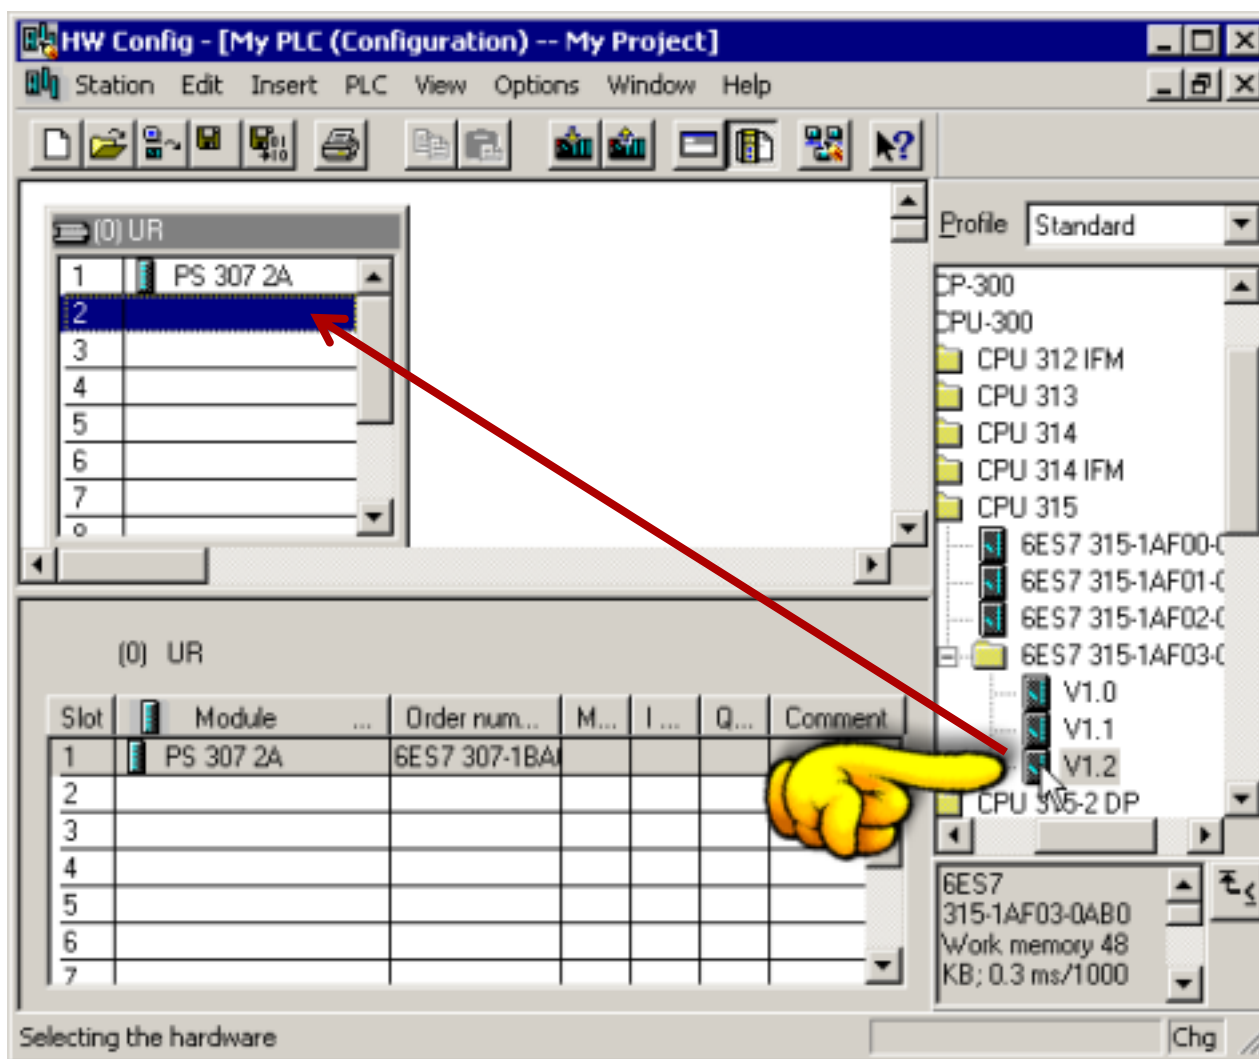 HW Config - [My PLC (Configuration) -- My Project]
Station Edit Insert PLC View Options Window Help
(0) UR
1 PS 307 2A
2
3
4
5
6
7
Profile Standard
CP-300
CPU-300
CPU 312 IFM
CPU 313
CPU 314
CPU 314 IFM
CPU 315
6ES7 315-1AF00-0
6ES7 315-1AF01-0
6ES7 315-1AF02-0
6ES7 315-1AF03-0
V1.0
V1.1
V1.2
CPU 315-2 DP
(0) UR
Slot Module ... Order num... M... I ... Q... Comment
1 PS 307 2A 6ES7 307-1BA
2
3
4
5
6
7
6ES7
315-1AF03-0AB0
Work memory 48
KB; 0.3 ms/1000
Selecting the hardware
Chg